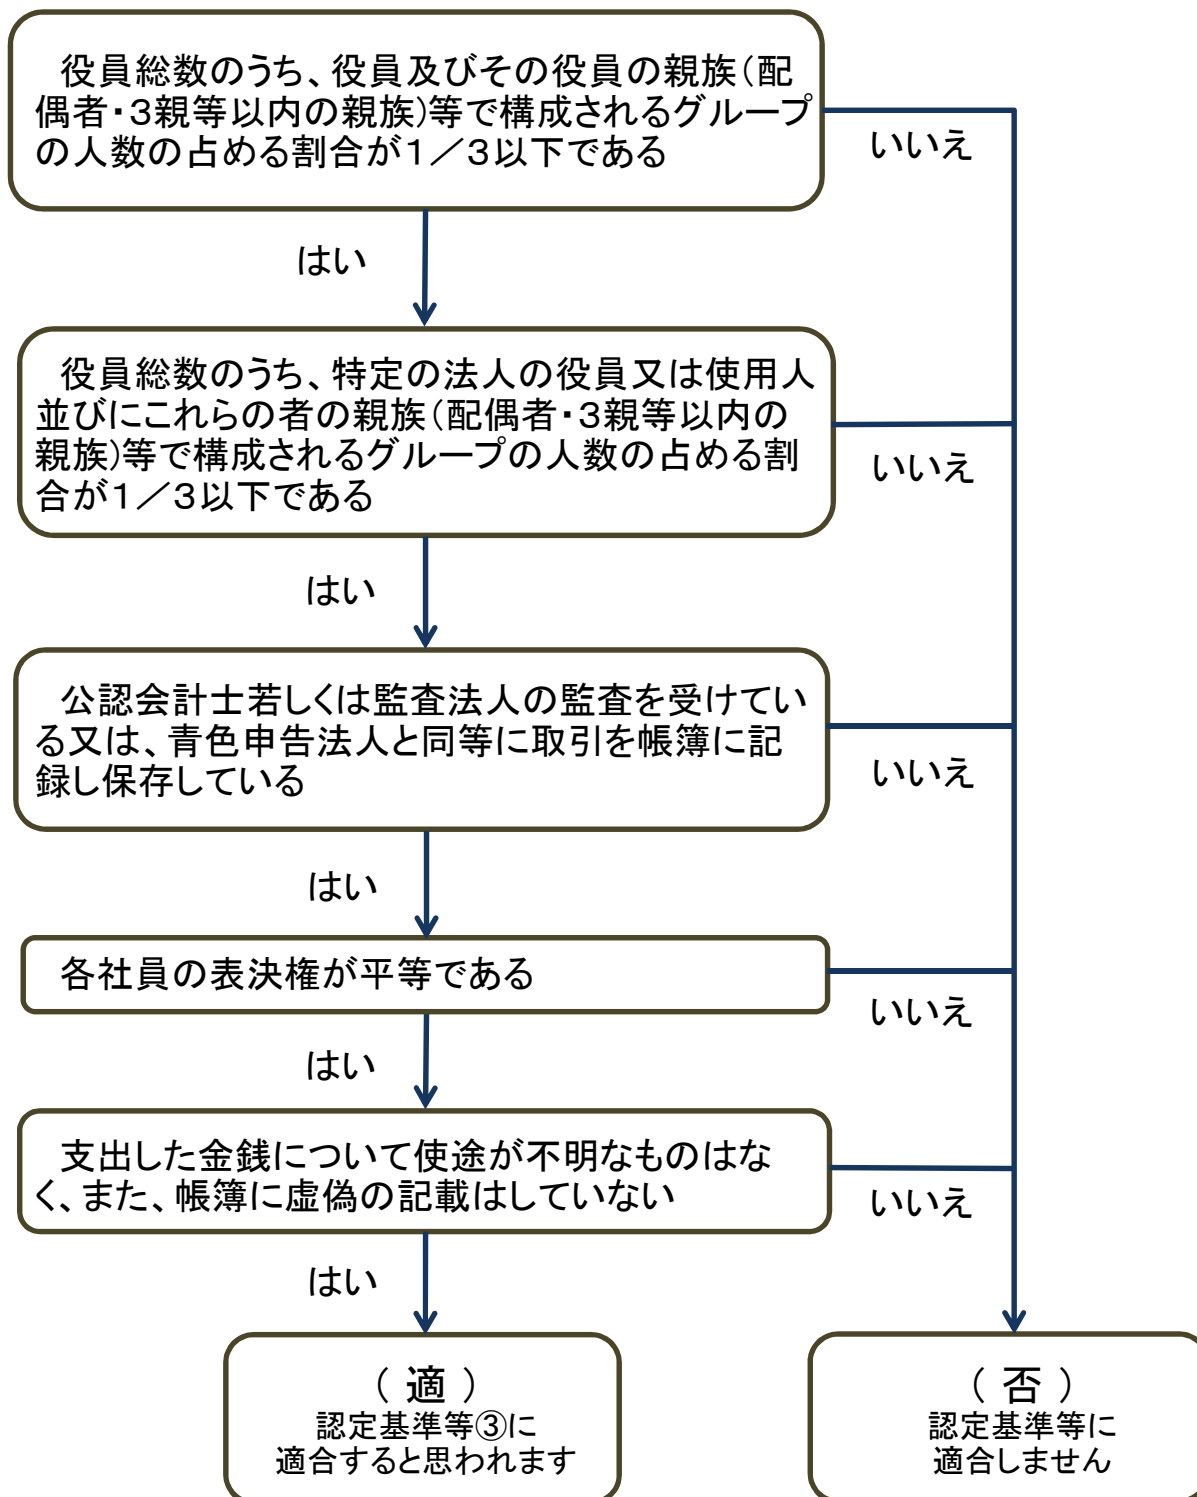 役員総数のうち、役員及びその役員の親族(配
偶者・3親等以内の親族)等で構成されるグループ
の人数の占める割合が1/3以下である
いいえ
はい
役員総数のうち、特定の法人の役員又は使用人
並びにこれらの者の親族(配偶者・3親等以内の
親族)等で構成されるグループの人数の占める割
合が1/3以下である
いいえ
はい
公認会計士若しくは監査法人の監査を受けてい
る又は、青色申告法人と同等に取引を帳簿に記
録し保存している
いいえ
はい
各社員の表決権が平等である
いいえ
はい
支出した金銭について使途が不明なものはな
く、また、帳簿に虚偽の記載はしていない
いいえ
はい
(適)
認定基準等③に
適合すると思われます
(否)
認定基準等に
適合しません